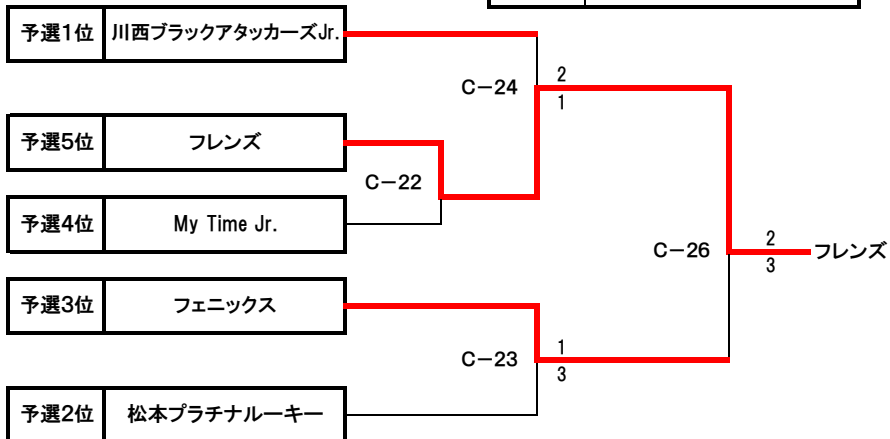 予選1位 川西ブラックアタッカーズJr.
C－24
2
1
予選5位 フレンズ
C－22
予選4位 My Time Jr.
C－26
2
3
フレンズ
予選3位 フェニックス
C－23
1
3
予選2位 松本プラチナルーキー